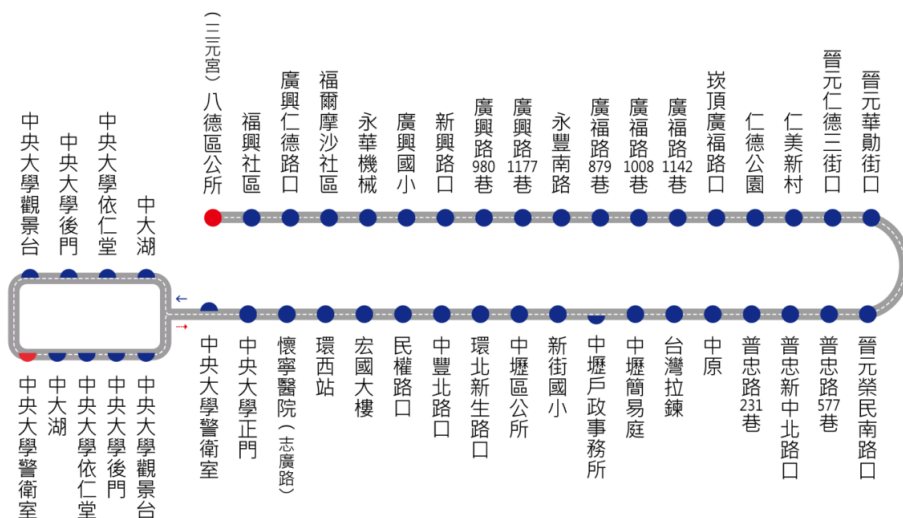 （三元宮）八德區公所
福興社區
廣興仁德路口
福爾摩沙社區
永華機械
廣興國小
新興路口
廣興路980巷
廣興路1177巷
永豐南路
廣福路879巷
廣福路1008巷
廣福路1142巷
崁頂廣福路口
仁德公園
仁美新村
晉元仁德三街口
晉元華勛街口
中央大學觀景台
中央大學後門
中央大學依仁堂
中大湖
←
⇢
中央大學警衛室
中大湖
中央大學依仁堂
中央大學後門
中央大學觀景台
中央大學警衛室
中央大學正門
懷寧醫院（志廣路）
環西站
宏國大樓
民權路口
中豐北路口
環北新生路口
中壢區公所
新街國小
中壢戶政事務所
中壢簡易庭
台灣拉鍊
中原
普忠路231巷
普忠新中北路口
普忠路577巷
晉元榮民南路口